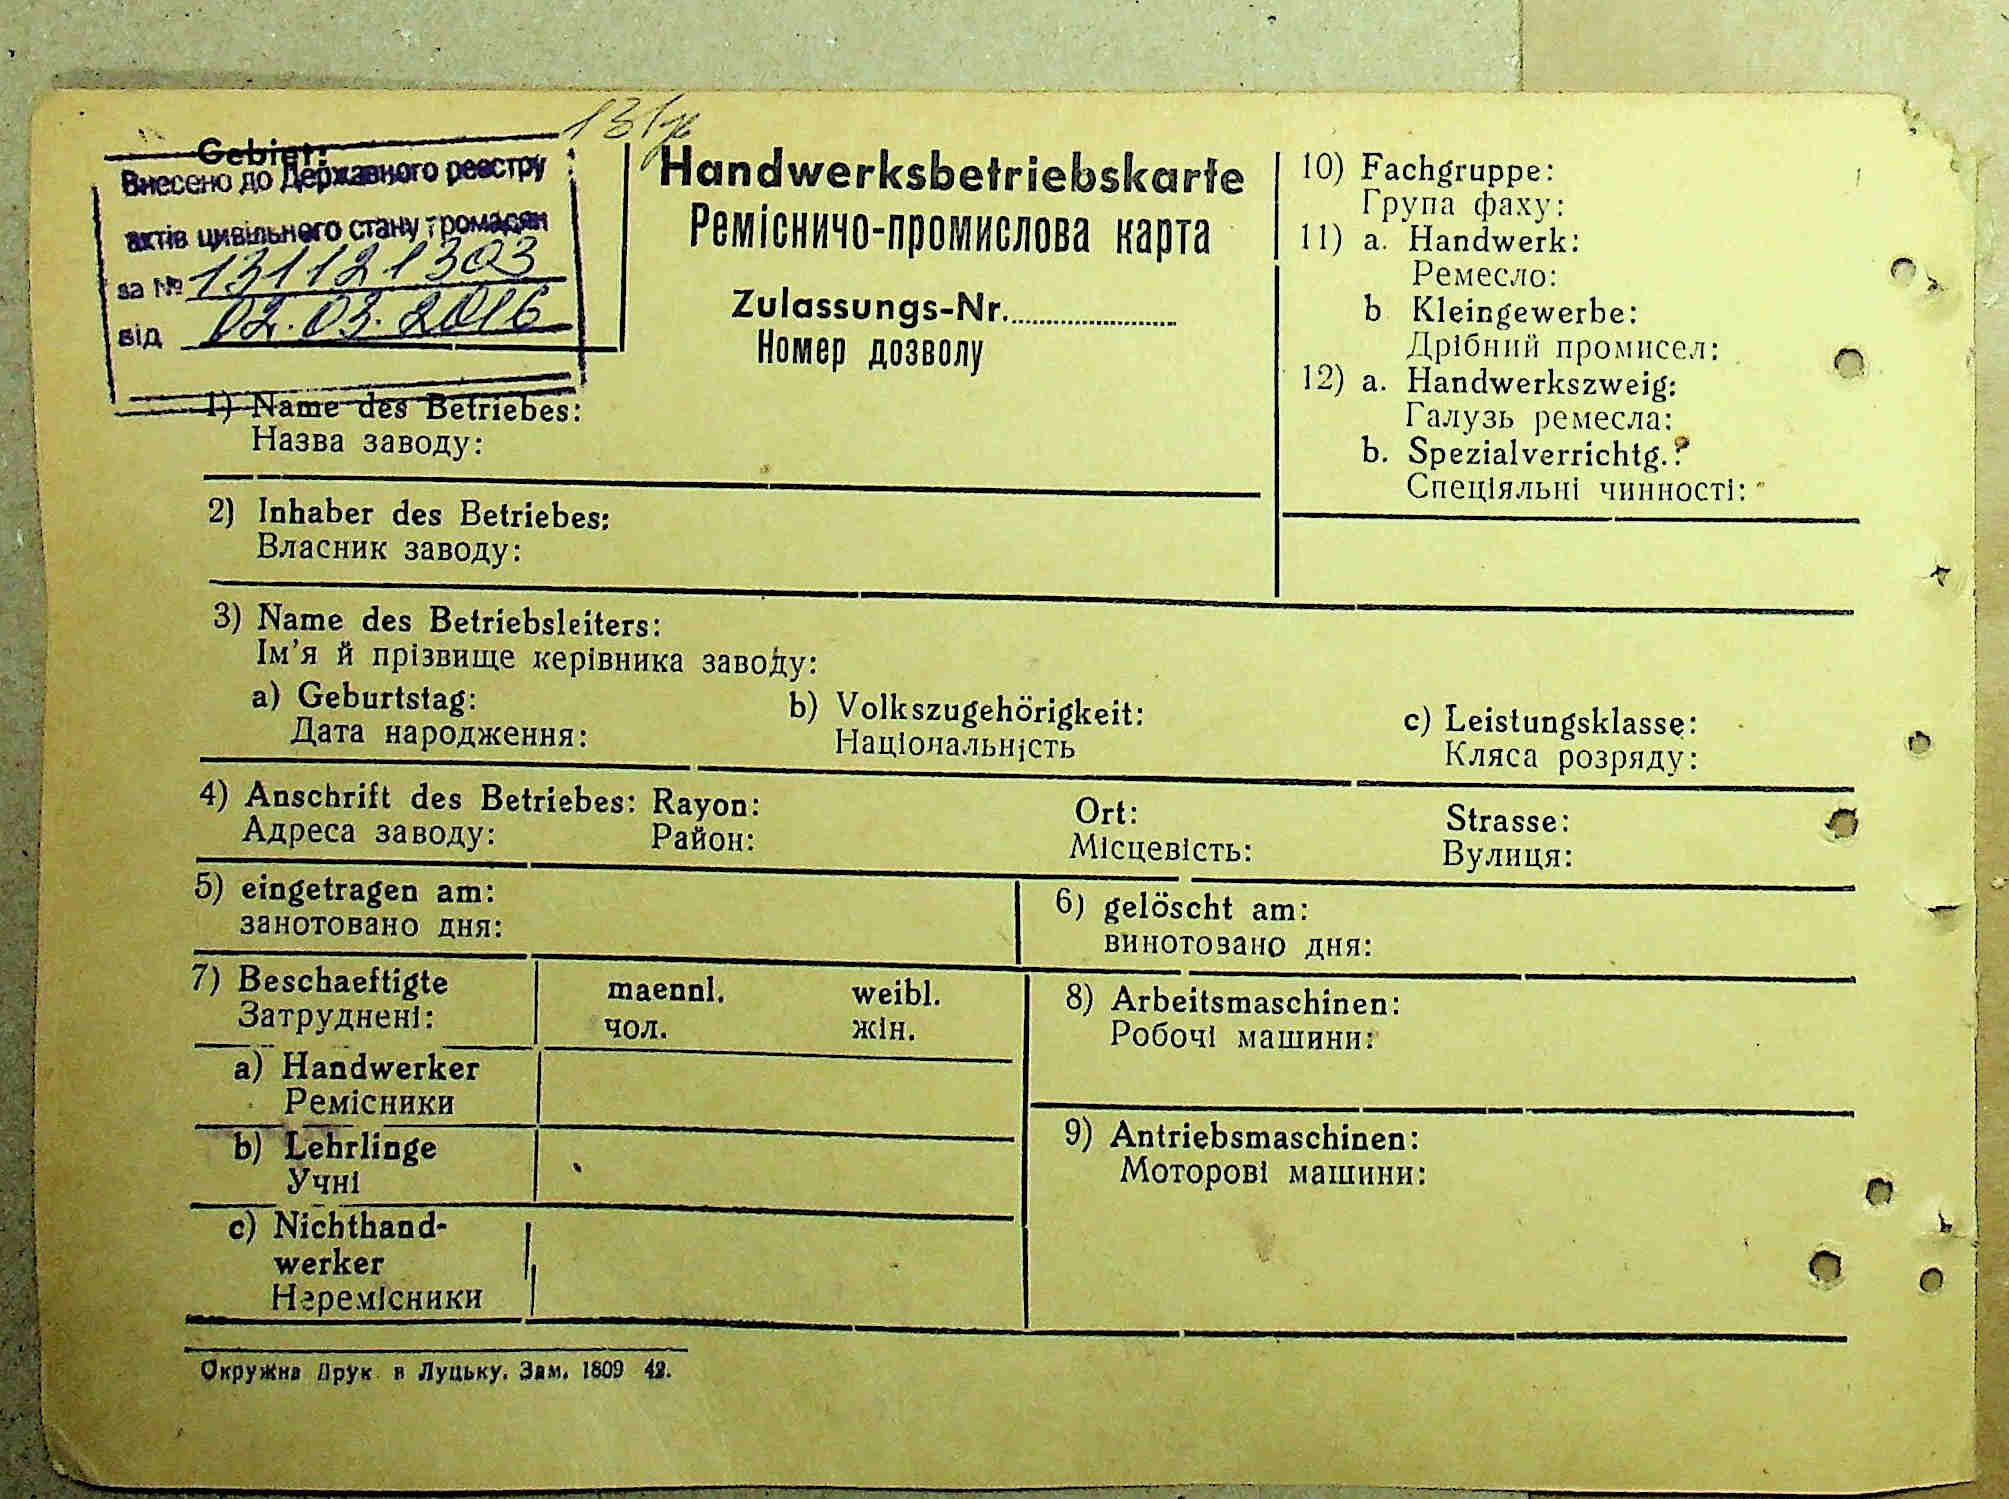 Gebiet:
Внесено до Державного реєстру
актів цивільного стану громадян
за № 131121303
від 02.03.2016
Handwerksbetriebskarte
Ремісничо-промислова карта
Zulassungs-Nr.
Номер дозволу
10) Fachgruppe:
Група фаху:
11) a. Handwerk:
Ремесло:
b Kleingewerbe:
Дрібний промисел:
12) a. Handwerkszweig:
Галузь ремесла:
b. Spezialverrichtg.:
Спеціяльні чинності:
1) Name des Betriebes:
Назва заводу:
2) Inhaber des Betriebes:
Власник заводу:
3) Name des Betriebsleiters:
Ім'я й прізвище керівника заводу:
a) Geburtstag: b) Volkszugehörigkeit: c) Leistungsklasse:
Дата народження: Національність Кляса розряду:
4) Anschrift des Betriebes: Rayon: Ort: Strasse:
Адреса заводу: Район: Місцевість: Вулиця:
5) eingetragen am: 6) gelöscht am:
занотовано дня: винотовано дня:
7) Beschaeftigte maennl. weibl.
Затруднені: чол. жін.
8) Arbeitsmaschinen:
Робочі машини:
a) Handwerker
Ремісники
b) Lehrlinge
Учні
9) Antriebsmaschinen:
Моторові машини:
c) Nichthand-
werker
Неремісники
Окружна Друк в Луцьку. Зам. 1809 42.